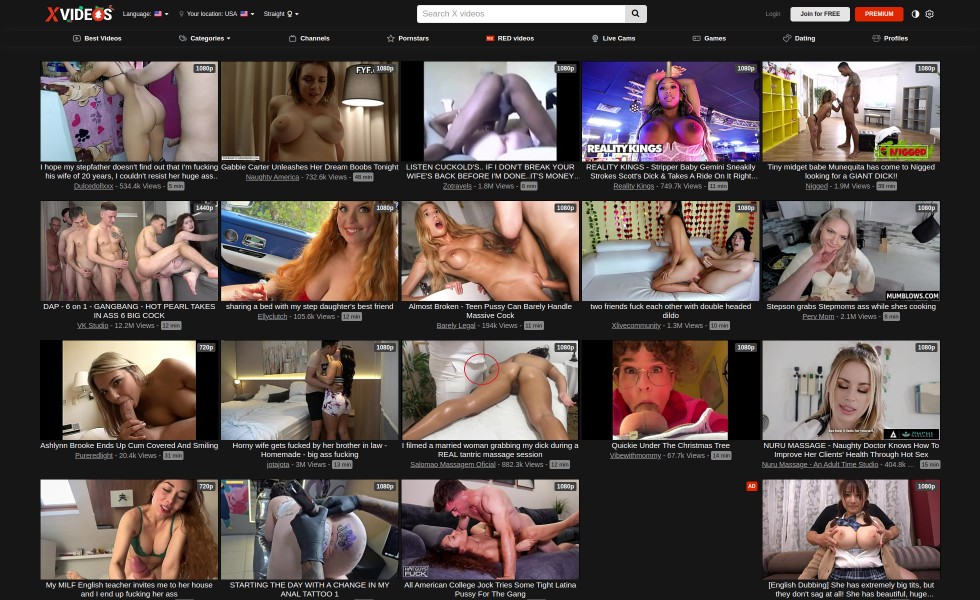 XVIDEOS Language: Your location: USA Straight Search X videos Login Join for FREE PREMIUM
Best Videos Categories Channels Pornstars RED videos Live Cams Games Dating Profiles
1080p FYF. 1080p 1080p 1080p 1080p
REALITY KINGS NIGGED
I hope my stepfather doesn't find out that I'm fucking
his wife of 20 years, I couldn't resist her huge ass..
Dulcexdollxxx - 534.4k Views - 5 min
Gabbie Carter Unleashes Her Dream Boobs Tonight
Naughty America - 732.6k Views - 48 min
LISTEN CUCKOLD'S.. IF I DON'T BREAK YOUR
WIFE'S BACK BEFORE I'M DONE..IT'S MONEY...
Zotravels - 1.8M Views - 6 min
REALITY KINGS - Stripper Baby Gemini Sneakily
Strokes Scott's Dick & Takes A Ride On It Right...
Reality Kings - 749.7k Views - 11 min
Tiny midget babe Munequita has come to Nigged
looking for a GIANT DICK!!
Nigged - 1.9M Views - 39 min
1440p 1080p 1080p 1080p 1080p
MUMBLOWS.COM
DAP - 6 on 1 - GANGBANG - HOT PEARL TAKES
IN ASS 6 BIG COCK
VK Studio - 12.2M Views - 12 min
sharing a bed with my step daughter's best friend
Ellyclutch - 105.6k Views - 12 min
Almost Broken - Teen Pussy Can Barely Handle
Massive Cock
Barely Legal - 194k Views - 11 min
two friends fuck each other with double headed
dildo
Xlivecommunity - 1.3M Views - 10 min
Stepson grabs Stepmoms ass while shes cooking
Perv Mom - 2.1M Views - 8 min
720p 1080p 1080p 1080p 1080p
Ashlynn Brooke Ends Up Cum Covered And Smiling
Pureredlight - 20.4k Views - 31 min
Horny wife gets fucked by her brother in law -
Homemade - big ass fucking
jotajota - 3M Views - 13 min
I filmed a married woman grabbing my dick during a
REAL tantric massage session
Salomao Massagem Oficial - 882.3k Views - 12 min
Quickie Under The Christmas Tree
Vibewithmommy - 67.7k Views - 14 min
NURU MASSAGE - Naughty Doctor Knows How To
Improve Her Clients' Health Through Hot Sex
Nuru Massage - An Adult Time Studio - 404.8k ... 15 min
720p 1080p 1080p AD 1080p
HAIRY GUYS
FUCK
My MILF English teacher invites me to her house
and I end up fucking her ass
STARTING THE DAY WITH A CHANGE IN MY
ANAL TATTOO 1
All American College Jock Tries Some Tight Latina
Pussy For The Gang
[English Dubbing] She has extremely big tits, but
they don't sag at all! She has beautiful, huge...